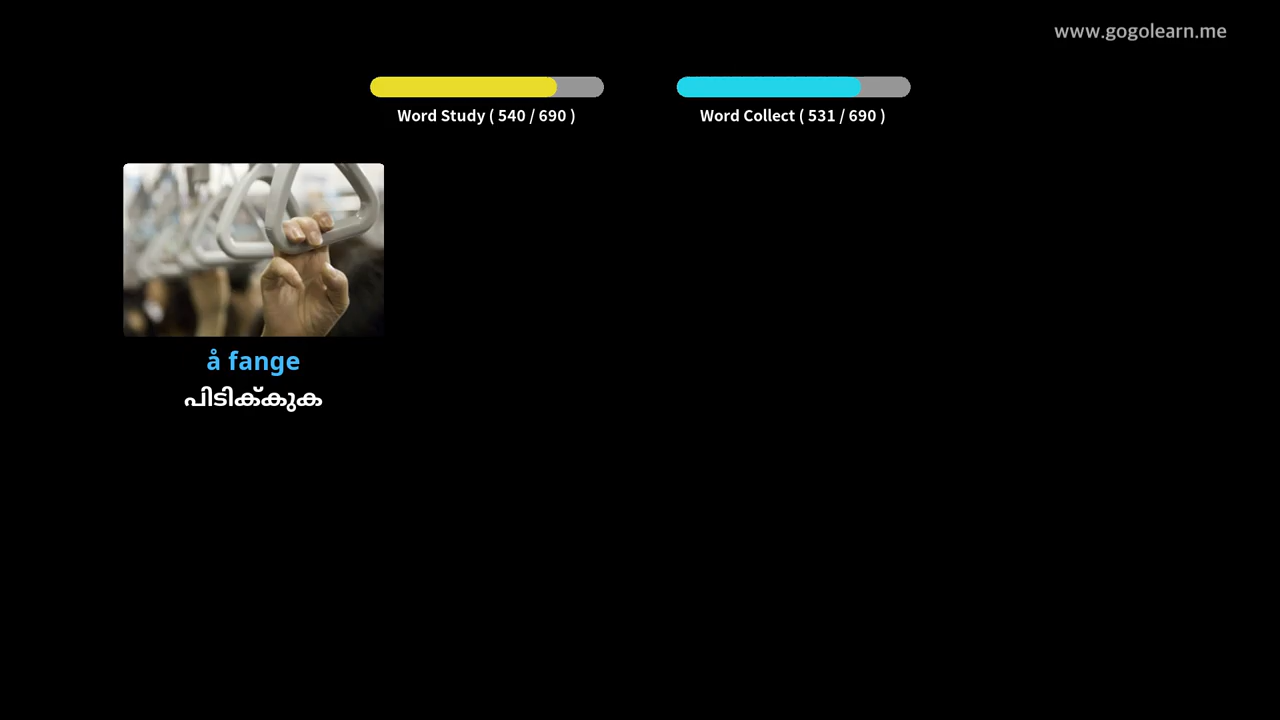 www.gogolearn.me
Word Study ( 540 / 690 )
Word Collect ( 531 / 690 )
å fange
പിടിക്കുക